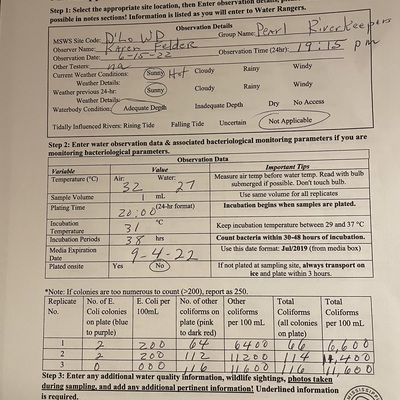 Step 1: Select the appropriate site location, then Enter observation details,
possible in notes sections! Information is listed as you will enter to Water Rangers.
Observation Details
MSWS Site Code: D'Lo WP Group Name: Pearl Riverkeepers
Observer Name: Karen Felder
Observation Date: 6-15-22 Observation Time (24hr): 19:15 pm
Other Testers: na
Current Weather Conditions: Sunny Hot Cloudy Rainy Windy
Weather Details:
Weather previous 24-hr: Sunny Cloudy Rainy Windy
Weather Details:
Waterbody Condition: Adequate Depth Inadequate Depth Dry No Access
Tidally Influenced Rivers: Rising Tide Falling Tide Uncertain Not Applicable
Step 2: Enter water observation data & associated bacteriological monitoring parameters if you are
monitoring bacteriological parameters.
Observation Data
Variable Value Important Tips
Temperature (°C) Air: 32 Water: 27 Measure air temp before water temp. Read with bulb
submerged if possible. Don't touch bulb.
Sample Volume 1 mL Use same volume for all replicates
Plating Time 20:00 (24-hr format) Incubation begins when samples are plated.
Incubation
Temperature 31 °C Keep incubation temperature between 29 and 37 °C
Incubation Periods 38 hrs Count bacteria within 30-48 hours of incubation.
Media Expiration
Date 9-4-22 Use this date format: Jul/2019 (from media box)
Plated onsite Yes No If not plated at sampling site, always transport on
ice and plate within 3 hours.
*Note: If colonies are too numerous to count (>200), report as 250.
Replicate No. No. of E. Coli colonies on plate (blue to purple) E. Coli per 100mL No. of other coliforms on plate (pink to dark red) Other coliforms per 100 mL Total Coliforms (all colonies on plate) Total Coliforms per 100 mL
1 2 200 64 6400 66 6,600
2 2 200 112 11200 114 11,400
3 0 000 116 11600 116 11,600
Step 3: Enter any additional water quality information, wildlife sightings, photos taken
during sampling, and add any additional pertinent information! Underlined information
is required.
MISSISSIPPI